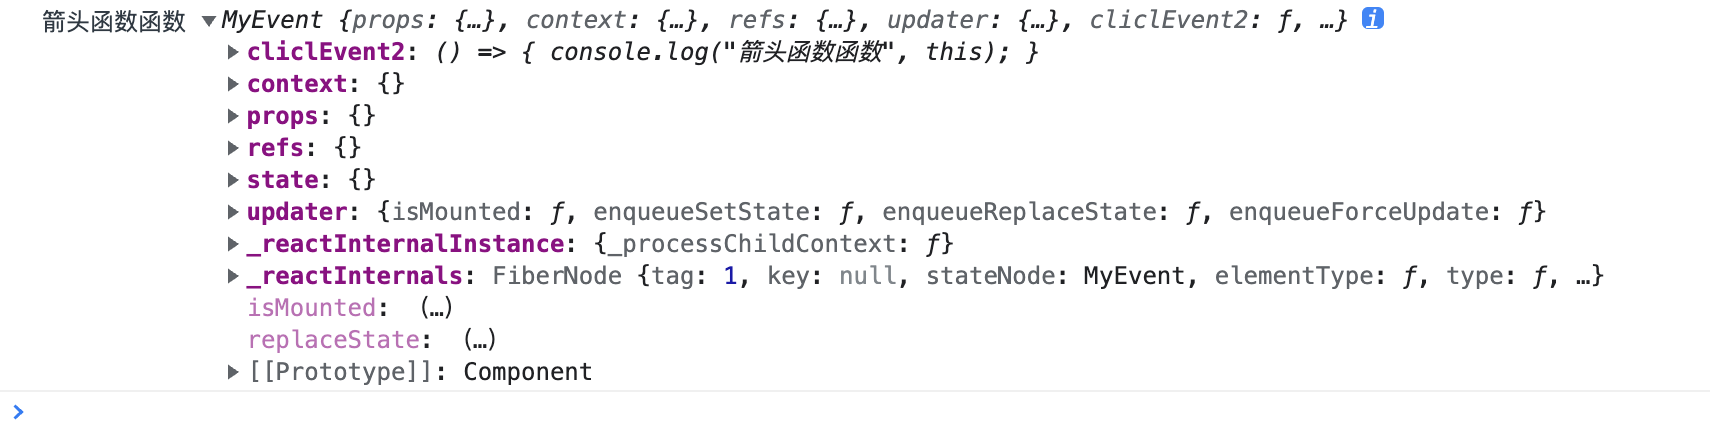 箭头函数函数 ▼MyEvent {props: {…}, context: {…}, refs: {…}, updater: {…}, cliclEvent2: ƒ, …} i
▶cliclEvent2: () => { console.log("箭头函数函数", this); }
▶context: {}
▶props: {}
▶refs: {}
▶state: {}
▶updater: {isMounted: ƒ, enqueueSetState: ƒ, enqueueReplaceState: ƒ, enqueueForceUpdate: ƒ}
▶_reactInternalInstance: {_processChildContext: ƒ}
▶_reactInternals: FiberNode {tag: 1, key: null, stateNode: MyEvent, elementType: ƒ, type: ƒ, …}
isMounted: (…)
replaceState: (…)
▶[[Prototype]]: Component
>